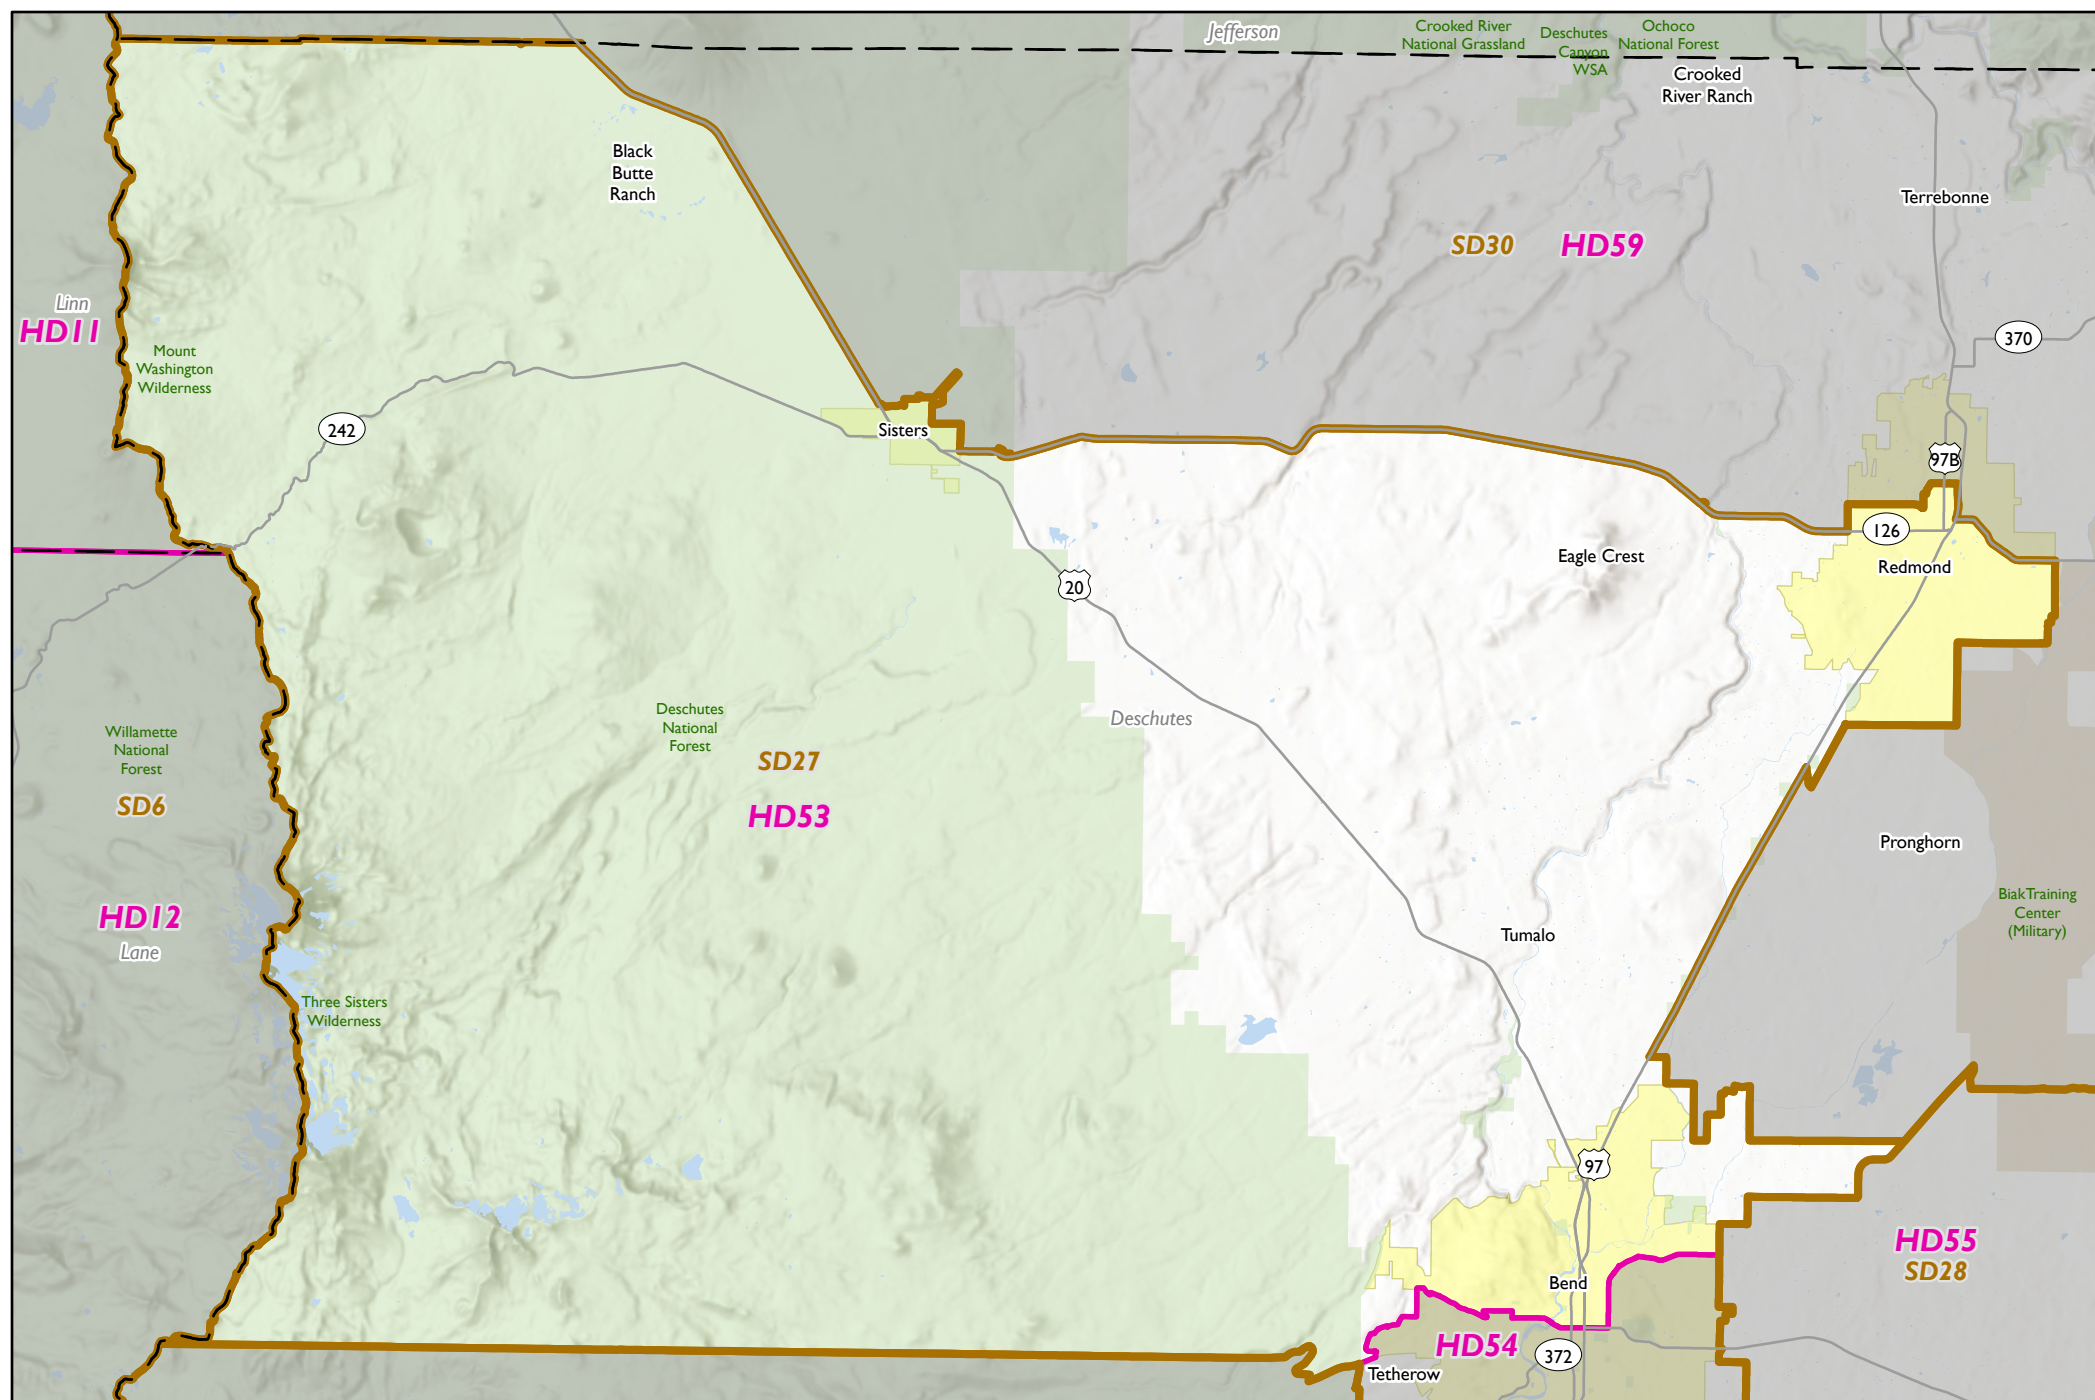 Jefferson
Crooked River
National Grassland
Deschutes
Canyon
WSA
Ochoco
National Forest
Crooked
River Ranch
Black
Butte
Ranch
Terrebonne
SD30
HD59
Linn
HD11
Mount
Washington
Wilderness
370
242
Sisters
97B
126
Redmond
Eagle Crest
20
Deschutes
Willamette
National
Forest
SD6
Deschutes
National
Forest
SD27
HD53
Pronghorn
HD12
Lane
Biak Training
Center
(Military)
Tumalo
Three Sisters
Wilderness
97
HD55
SD28
Bend
HD54
372
Tetherow